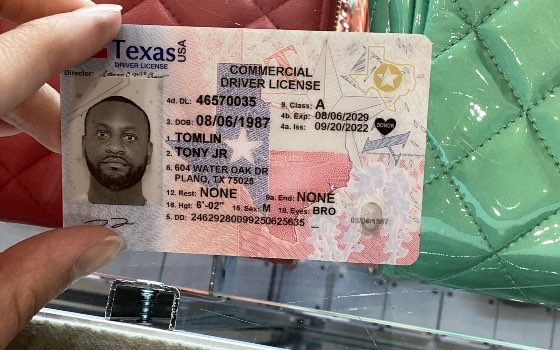 Texas USA
DRIVER LICENSE
Director:
COMMERCIAL
DRIVER LICENSE
4d. DL: 46570035 9. Class: A
4b. Exp: 08/06/2029
3. DOB: 08/06/1987 4a. Iss: 09/20/2022
DONOR
1. TOMLIN
2. TONY JR
8. 604 WATER OAK DR
PLANO, TX 75025
12. Rest: NONE 9a. End: NONE
16. Hgt: 6'-02" 15. Sex: M 18. Eyes: BRO
5. DD: 24629280099250625635
03/06/1987